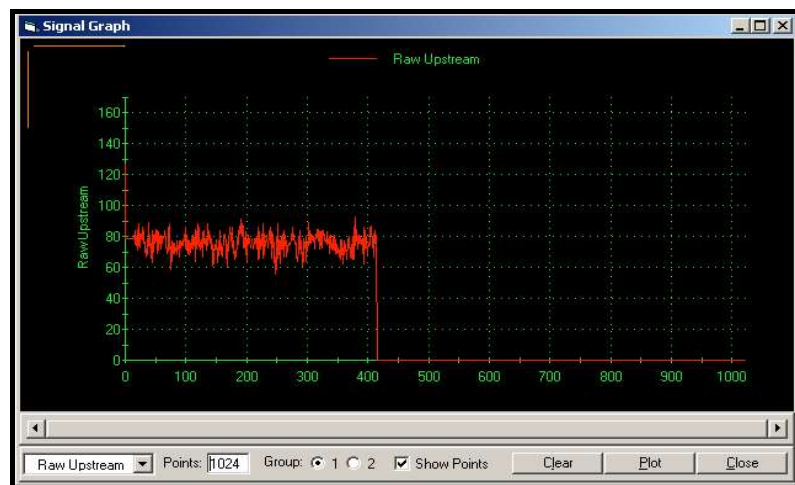 Signal Graph
Raw Upstream
160
140
120
100
80
60
40
20
0
Raw Upstream
0 100 200 300 400 500 600 700 800 900 1000
Raw Upstream Points: 1024 Group: 1 2 Show Points Clear Plot Close